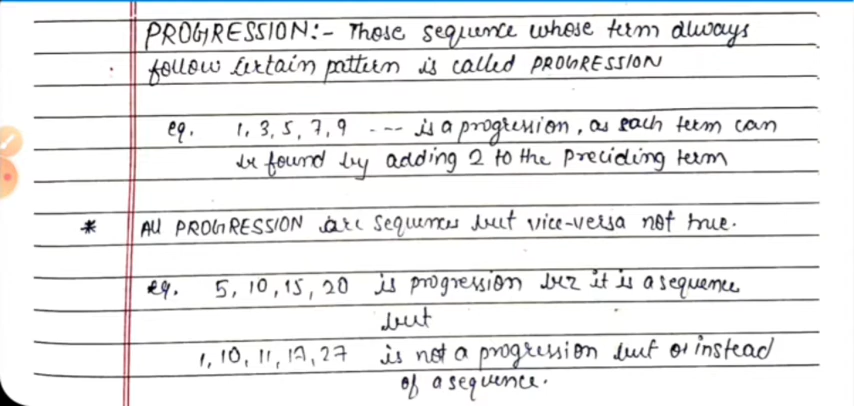 PROGRESSION:- Those sequence whose term always
follow certain pattern is called PROGRESSION
eg. 1, 3, 5, 7, 9 ---- is a progression, as each term can
be found by adding 2 to the preciding term
* All PROGRESSION are sequences but vice-versa not true.
eg. 5, 10, 15, 20 is progression bcz it is a sequence
but
1, 10, 11, 17, 27 is not a progression but instead
of a sequence.